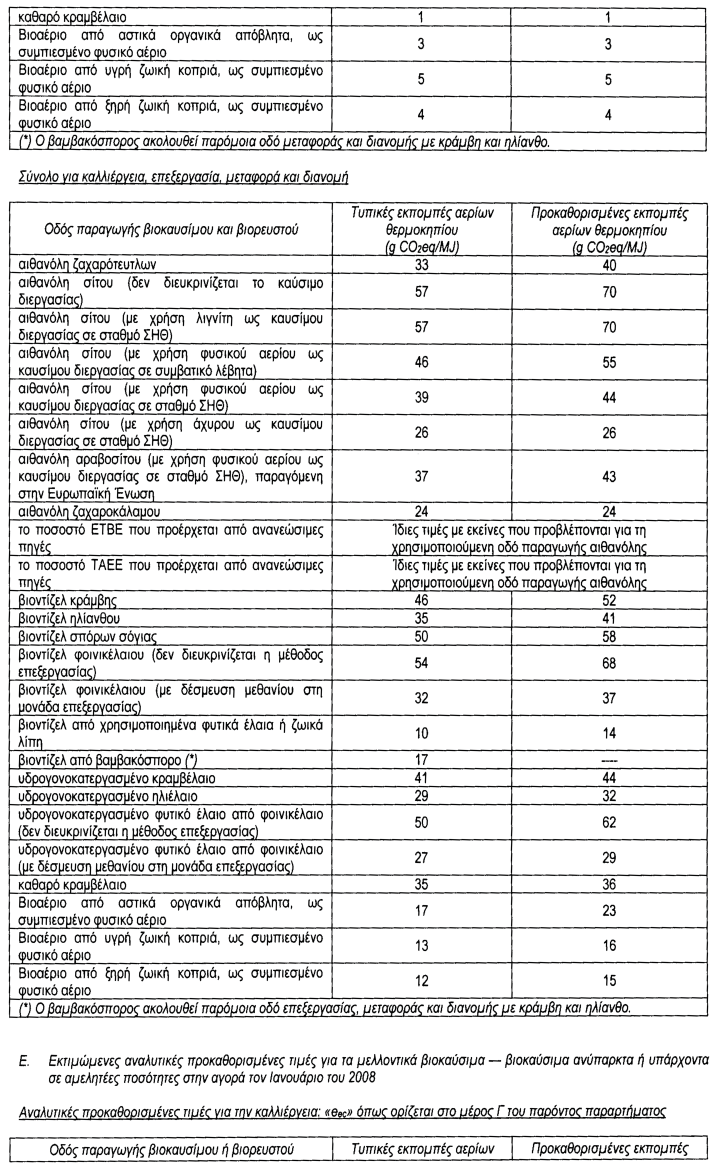 καθαρό κραμβέλαιο 1 1
Βιοαέριο από αστικά οργανικά απόβλητα, ως
συμπιεσμένο φυσικό αέριο 3 3
Βιοαέριο από υγρή ζωική κοπριά, ως συμπιεσμένο
φυσικό αέριο 5 5
Βιοαέριο από ξηρή ζωική κοπριά, ως συμπιεσμένο
φυσικό αέριο 4 4
(*) Ο βαμβακόσπορος ακολουθεί παρόμοια οδό μεταφοράς και διανομής με κράμβη και ηλίανθο.
Σύνολο για καλλιέργεια, επεξεργασία, μεταφορά και διανομή
Οδός παραγωγής βιοκαυσίμου και βιορευστού
Τυπικές εκπομπές αερίων
θερμοκηπίου
(g CO2eq/MJ)
Προκαθορισμένες εκπομπές
αερίων θερμοκηπίου
(g CO2eq/MJ)
αιθανόλη ζαχαρότευτλων 33 40
αιθανόλη σίτου (δεν διευκρινίζεται το καύσιμο
διεργασίας) 57 70
αιθανόλη σίτου (με χρήση λιγνίτη ως καυσίμου
διεργασίας σε σταθμό ΣΗΘ) 57 70
αιθανόλη σίτου (με χρήση φυσικού αερίου ως
καυσίμου διεργασίας σε συμβατικό λέβητα) 46 55
αιθανόλη σίτου (με χρήση φυσικού αερίου ως
καυσίμου διεργασίας σε σταθμό ΣΗΘ) 39 44
αιθανόλη σίτου (με χρήση άχυρου ως καυσίμου
διεργασίας σε σταθμό ΣΗΘ) 26 26
αιθανόλη αραβοσίτου (με χρήση φυσικού αερίου ως
καυσίμου διεργασίας σε σταθμό ΣΗΘ), παραγόμενη
στην Ευρωπαϊκή Ένωση 37 43
αιθανόλη ζαχαροκάλαμου 24 24
το ποσοστό ΕΤΒΕ που προέρχεται από ανανεώσιμες
πηγές
Ίδιες τιμές με εκείνες που προβλέπονται για τη
χρησιμοποιούμενη οδό παραγωγής αιθανόλης
το ποσοστό ΤΑΕΕ που προέρχεται από ανανεώσιμες
πηγές
Ίδιες τιμές με εκείνες που προβλέπονται για τη
χρησιμοποιούμενη οδό παραγωγής αιθανόλης
βιοντίζελ κράμβης 46 52
βιοντίζελ ηλίανθου 35 41
βιοντίζελ σπόρων σόγιας 50 58
βιοντίζελ φοινικέλαιου (δεν διευκρινίζεται η μέθοδος
επεξεργασίας) 54 68
βιοντίζελ φοινικέλαιου (με δέσμευση μεθανίου στη
μονάδα επεξεργασίας) 32 37
βιοντίζελ από χρησιμοποιημένα φυτικά έλαια ή ζωικά
λίπη 10 14
βιοντίζελ από βαμβακόσπορο (*) 17 ----
υδρογονοκατεργασμένο κραμβέλαιο 41 44
υδρογονοκατεργασμένο ηλιέλαιο 29 32
υδρογονοκατεργασμένο φυτικό έλαιο από φοινικέλαιο
(δεν διευκρινίζεται η μέθοδος επεξεργασίας) 50 62
υδρογονοκατεργασμένο φυτικό έλαιο από φοινικέλαιο
(με δέσμευση μεθανίου στη μονάδα επεξεργασίας) 27 29
καθαρό κραμβέλαιο 35 36
Βιοαέριο από αστικά οργανικά απόβλητα, ως
συμπιεσμένο φυσικό αέριο 17 23
Βιοαέριο από υγρή ζωική κοπριά, ως συμπιεσμένο
φυσικό αέριο 13 16
Βιοαέριο από ξηρή ζωική κοπριά, ως συμπιεσμένο
φυσικό αέριο 12 15
(*) Ο βαμβακόσπορος ακολουθεί παρόμοια οδό επεξεργασίας, μεταφοράς και διανομής με κράμβη και ηλίανθο.
Ε. Εκτιμώμενες αναλυτικές προκαθορισμένες τιμές για τα μελλοντικά βιοκαύσιμα — βιοκαύσιμα ανύπαρκτα ή υπάρχοντα
σε αμελητέες ποσότητες στην αγορά τον Ιανουάριο του 2008
Αναλυτικές προκαθορισμένες τιμές για την καλλιέργεια: «eec» όπως ορίζεται στο μέρος Γ του παρόντος παραρτήματος
Οδός παραγωγής βιοκαυσίμου ή βιορευστού Τυπικές εκπομπές αερίων Προκαθορισμένες εκπομπές